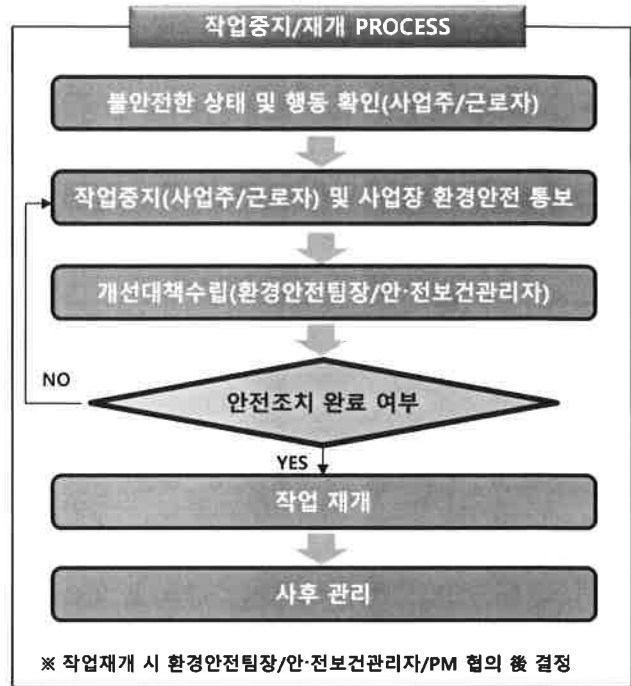 작업중지/재개 PROCESS
불안전한 상태 및 행동 확인(사업주/근로자)
작업중지(사업주/근로자) 및 사업장 환경안전 통보
개선대책수립(환경안전팀장/안·전보건관리자)
안전조치 완료 여부
NO
YES
작업 재개
사후 관리
※ 작업재개 시 환경안전팀장/안·전보건관리자/PM 협의 後 결정